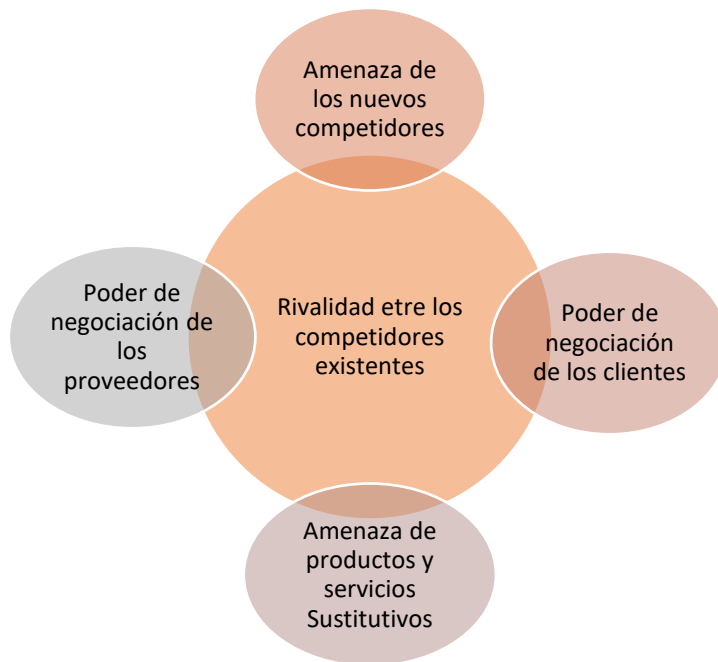 Amenaza de
los nuevos
competidores
Poder de
negociación de
los
proveedores
Rivalidad etre los
competidores
existentes
Poder de
negociación
de los clientes
Amenaza de
productos y
servicios
Sustitutivos